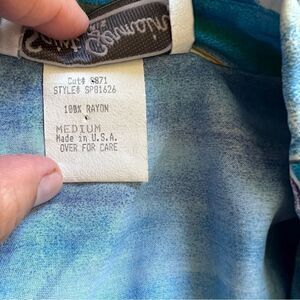 Cut# 9871
STYLE# SP81626
100% RAYON
MEDIUM
Made in U.S.A.
OVER FOR CARE